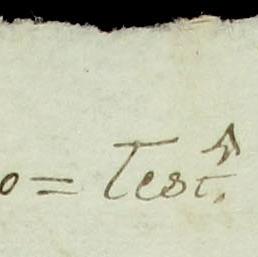 o = Test.